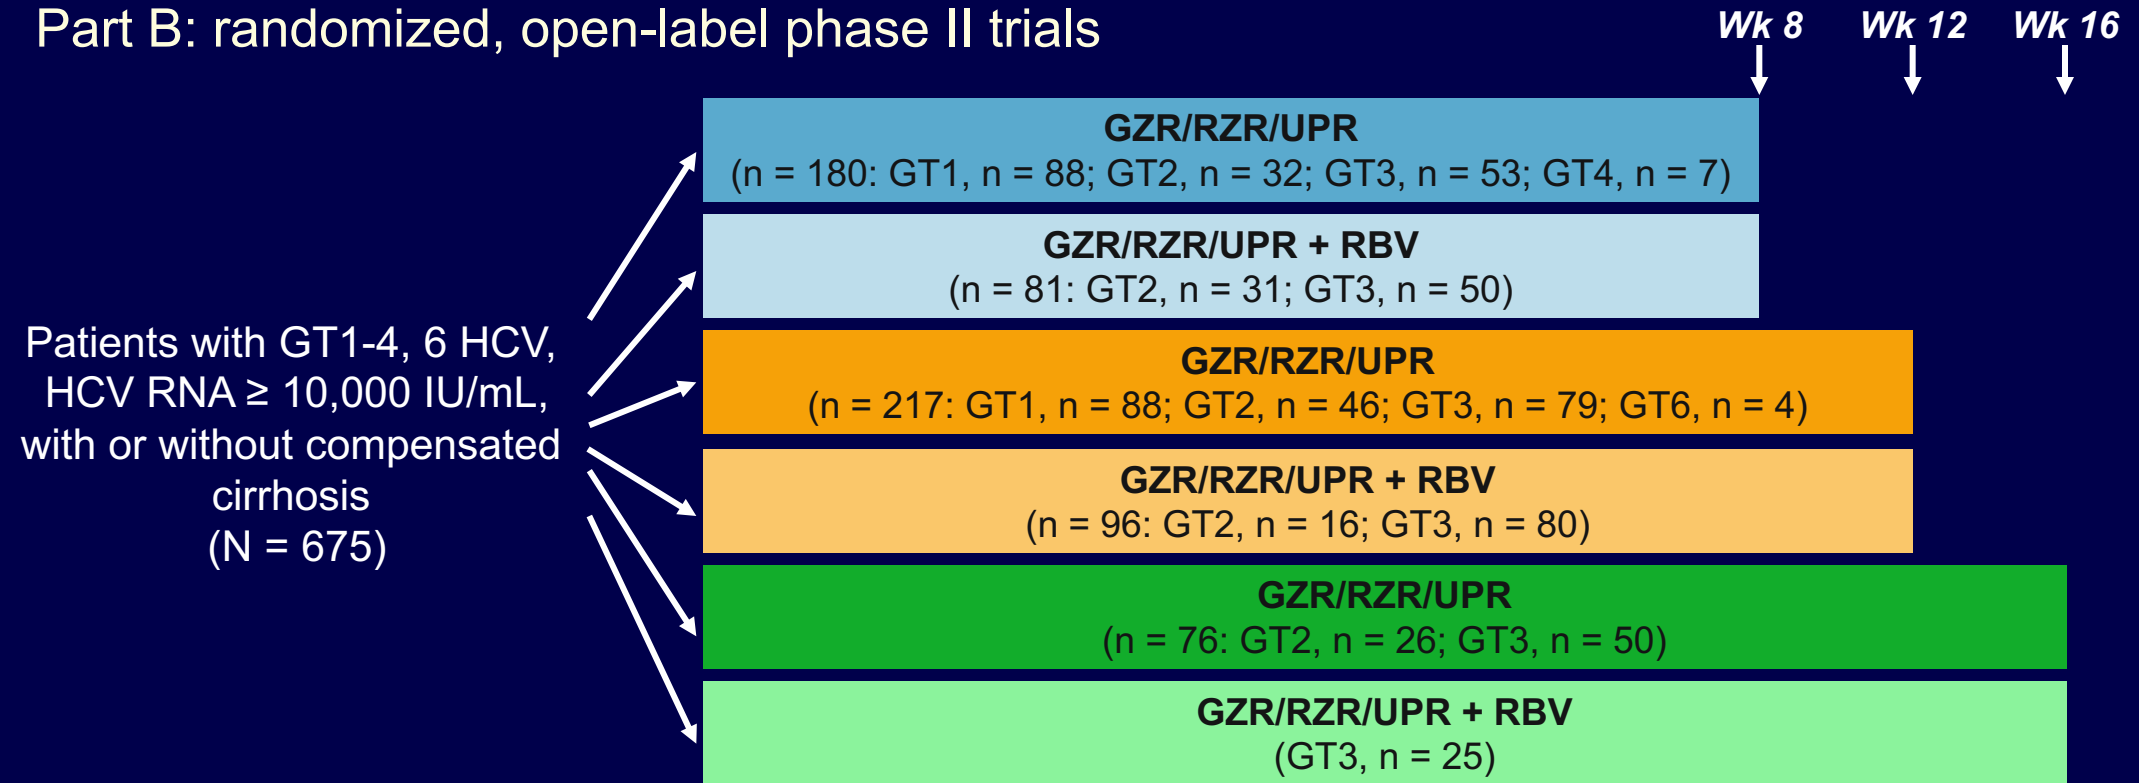 Part B: randomized, open-label phase II trials
Wk 8 Wk 12 Wk 16
GZR/RZR/UPR
(n = 180: GT1, n = 88; GT2, n = 32; GT3, n = 53; GT4, n = 7)
GZR/RZR/UPR + RBV
(n = 81: GT2, n = 31; GT3, n = 50)
Patients with GT1-4, 6 HCV,
HCV RNA ≥ 10,000 IU/mL,
with or without compensated
cirrhosis
(N = 675)
GZR/RZR/UPR
(n = 217: GT1, n = 88; GT2, n = 46; GT3, n = 79; GT6, n = 4)
GZR/RZR/UPR + RBV
(n = 96: GT2, n = 16; GT3, n = 80)
GZR/RZR/UPR
(n = 76: GT2, n = 26; GT3, n = 50)
GZR/RZR/UPR + RBV
(GT3, n = 25)